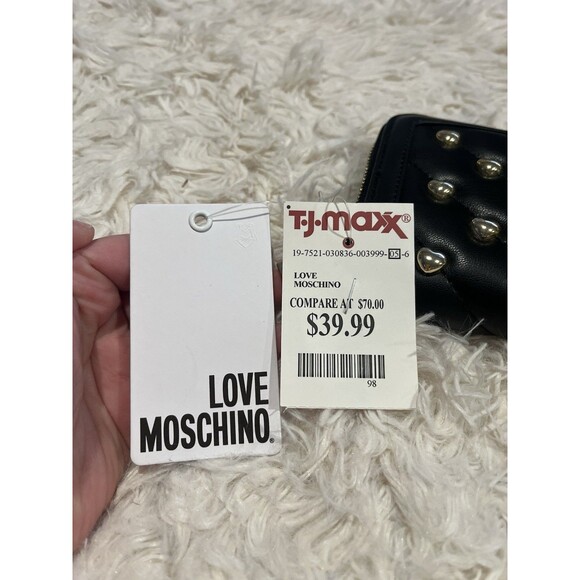 LOVE
MOSCHINO®
T·J·maxx®
19-7521-030836-003999-05-6
LOVE
MOSCHINO
COMPARE AT $70.00
$39.99
98